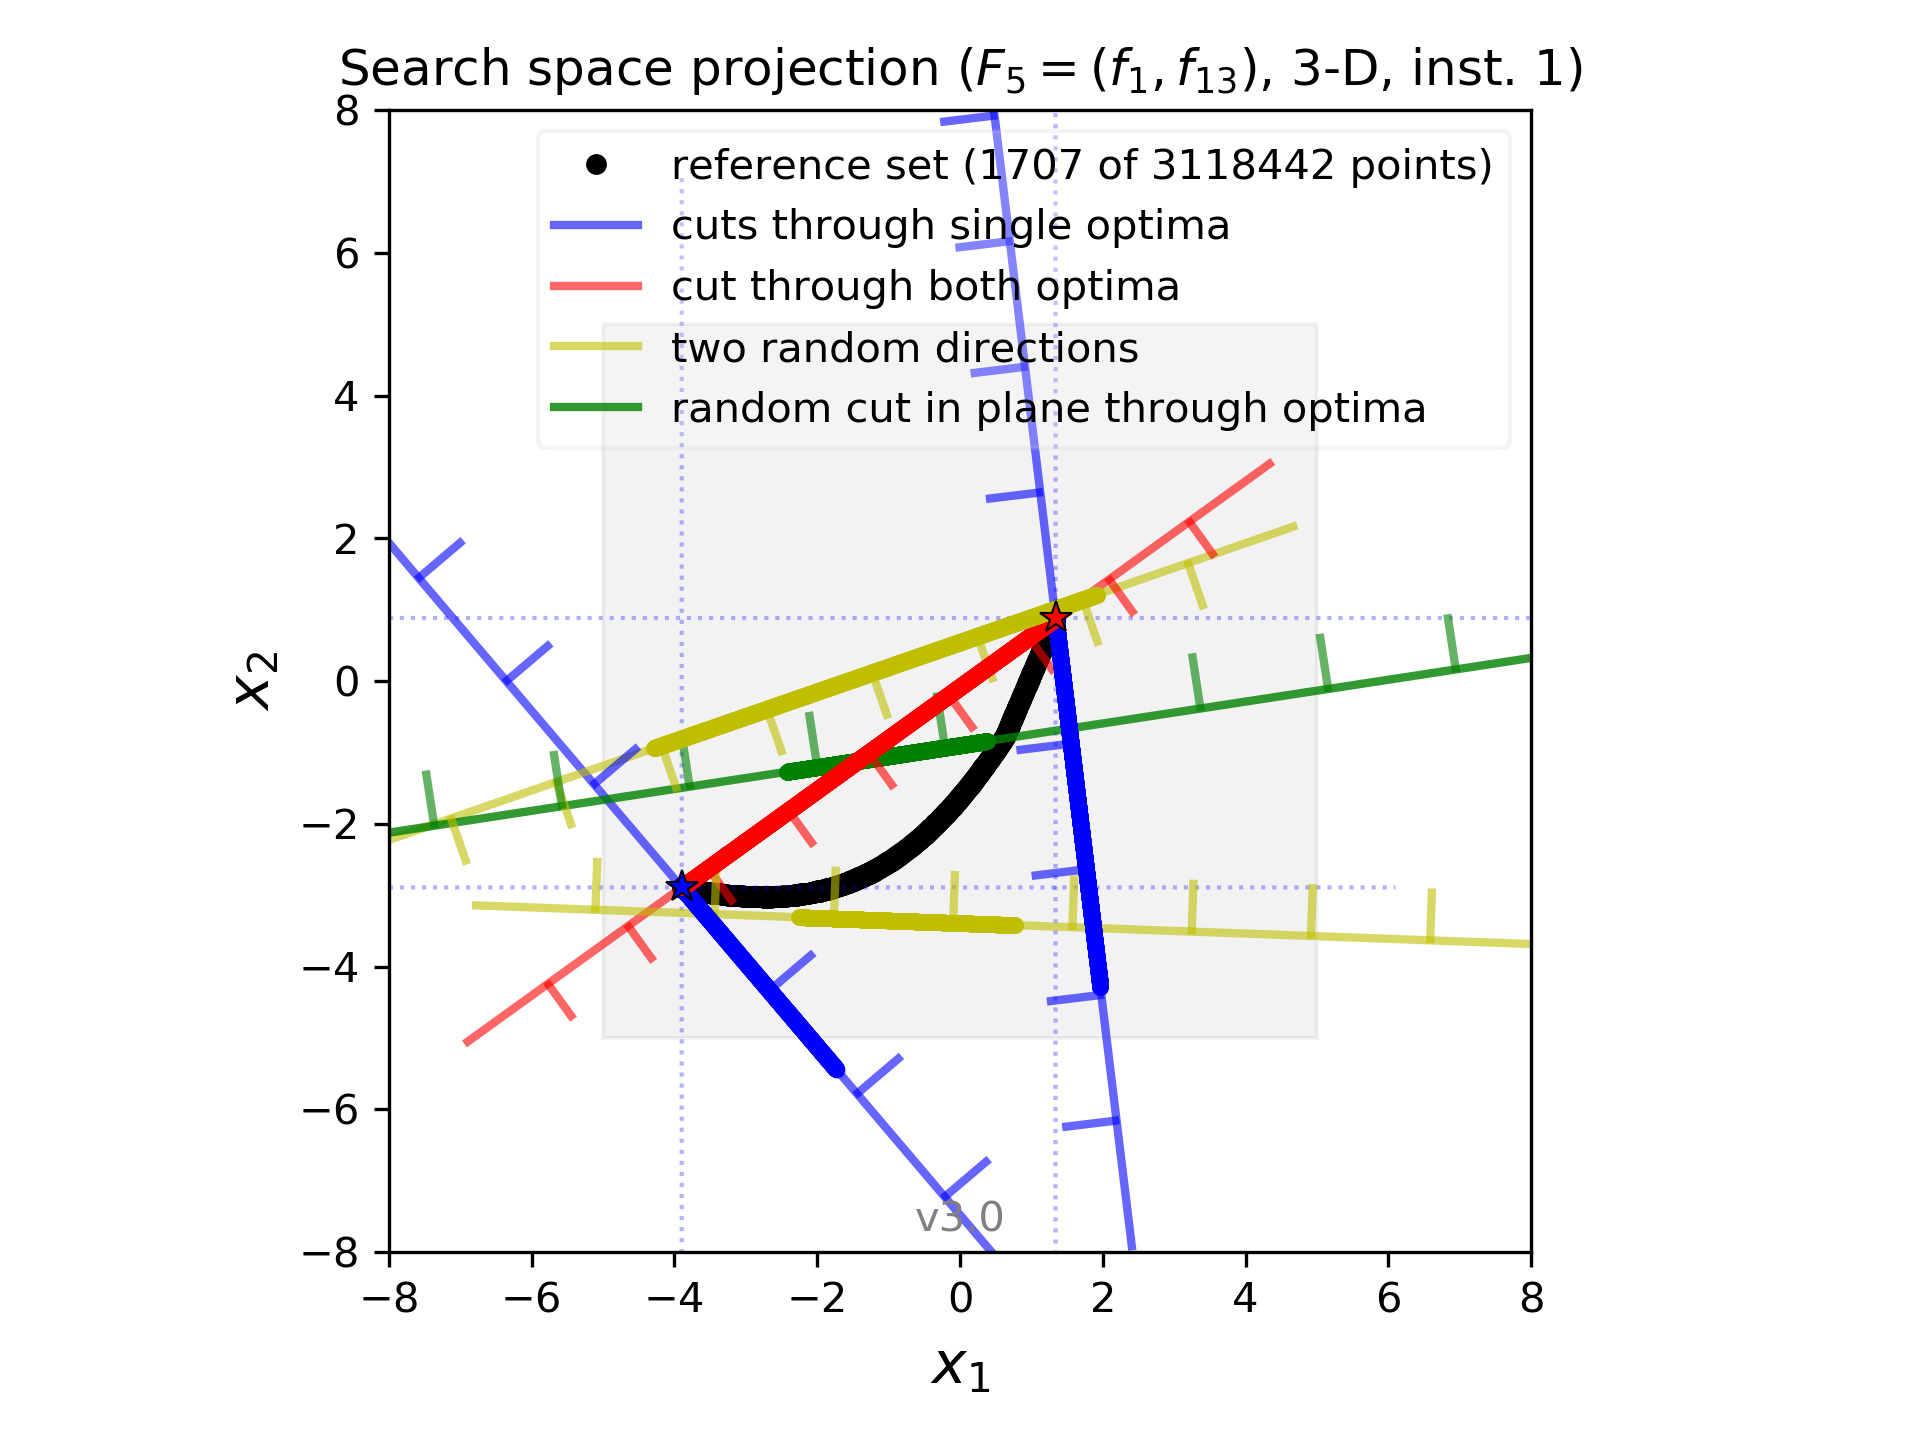 Search space projection (F₅ = (f₁, f₁₃), 3-D, inst. 1)
8
6
4
2
0
−2
−4
−6
−8
x₂
reference set (1707 of 3118442 points)
cuts through single optima
cut through both optima
two random directions
random cut in plane through optima
v3.0
−8 −6 −4 −2 0 2 4 6 8
x₁